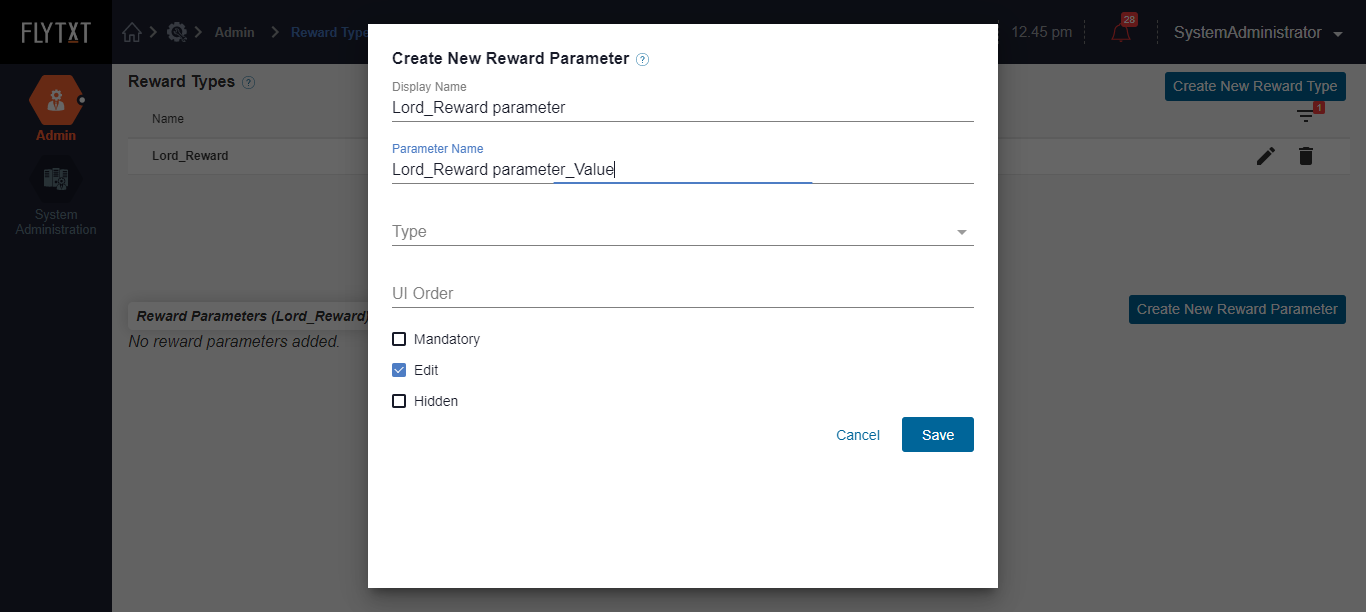 FLYTXT
Admin
Reward Type
12.45 pm
28
SystemAdministrator
Admin
System
Administration
Reward Types ?
Create New Reward Type
Name
1
Lord_Reward
Reward Parameters (Lord_Reward)
Create New Reward Parameter
No reward parameters added.
Create New Reward Parameter ?
Display Name
Lord_Reward parameter
Parameter Name
Lord_Reward parameter_Value
Type
UI Order
Mandatory
Edit
Hidden
Cancel
Save